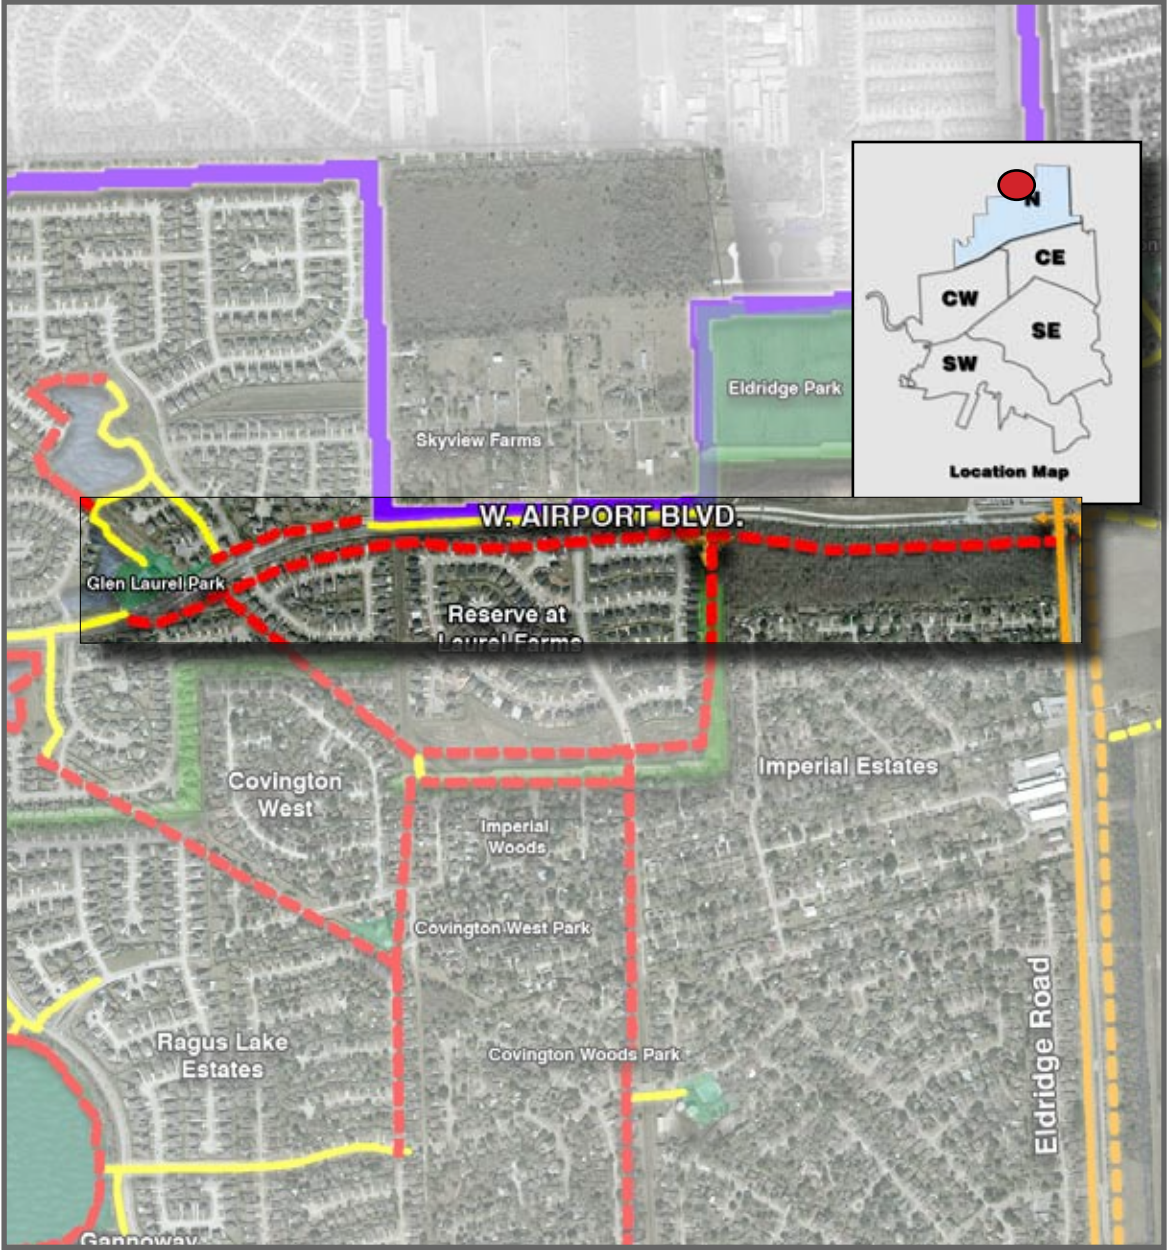 N
CE
CW
SE
SW
Location Map
Eldridge Park
Skyview Farms
W. AIRPORT BLVD.
Glen Laurel Park
Reserve at
Laurel Farms
Covington
West
Imperial Estates
Imperial
Woods
Covington West Park
Eldridge Road
Ragus Lake
Estates
Covington Woods Park
Gannoway